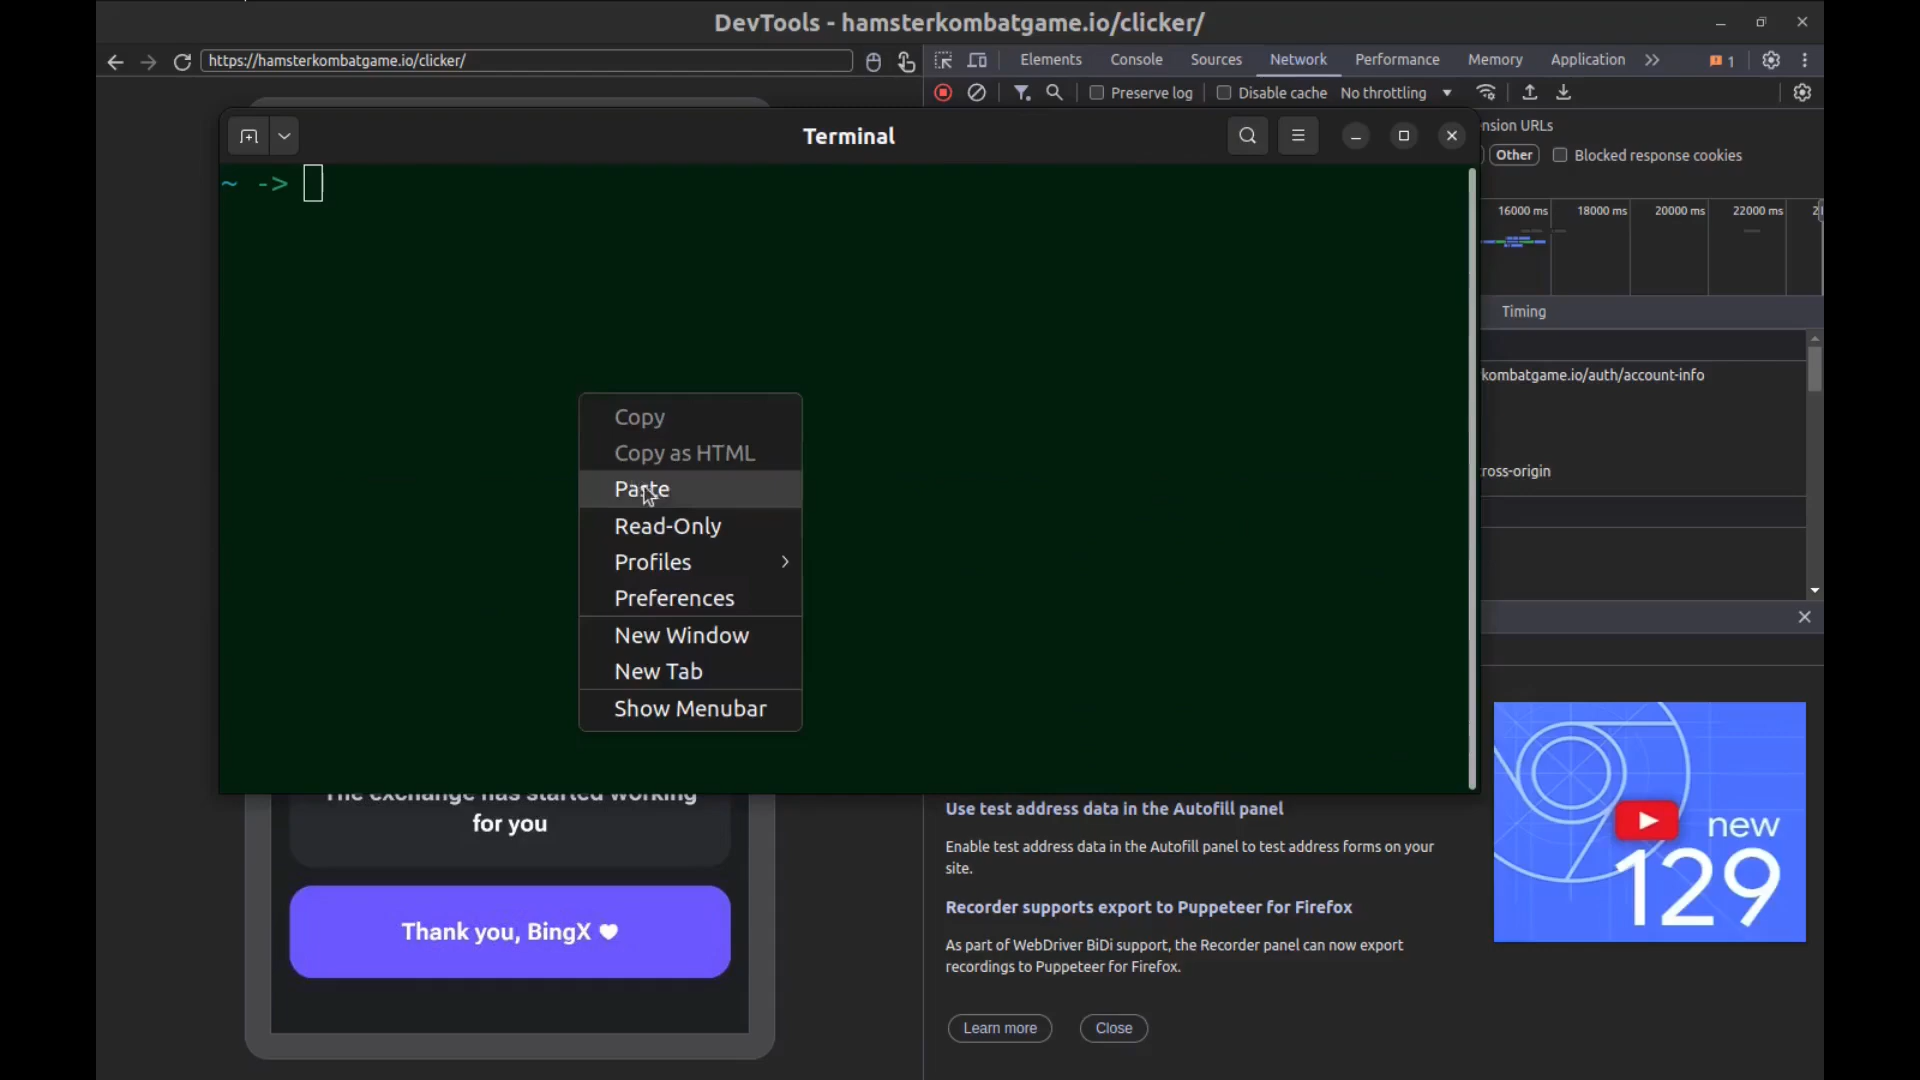 DevTools - hamsterkombatgame.io/clicker/
https://hamsterkombatgame.io/clicker/
Elements
Console
Sources
Network
Performance
Memory
Application
1
Preserve log
Disable cache
No throttling
Terminal
nsion URLs
Other
Blocked response cookies
~ ->
16000 ms
18000 ms
20000 ms
22000 ms
Timing
kombatgame.io/auth/account-info
ross-origin
Copy
Copy as HTML
Paste
Read-Only
Profiles
Preferences
New Window
New Tab
Show Menubar
The exchange has started working
for you
Thank you, BingX
Use test address data in the Autofill panel
Enable test address data in the Autofill panel to test address forms on your
site.
Recorder supports export to Puppeteer for Firefox
As part of WebDriver BiDi support, the Recorder panel can now export
recordings to Puppeteer for Firefox.
new
129
Learn more
Close